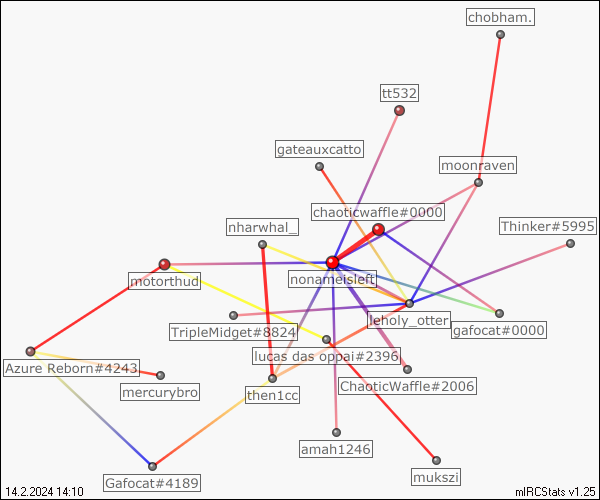 chobham.
tt532
gateauxcatto
moonraven
chaoticwaffle#0000
nharwhal_
Thinker#5995
motorthud
nonameisleft
leholy_otter
gafocat#0000
TripleMidget#8824
lucas das oppai#2396
Azure Reborn#4243
mercurybro
then1cc
ChaoticWaffle#2006
amah1246
mukszi
Gafocat#4189
14.2.2024 14:10
mIRCStats v1.25